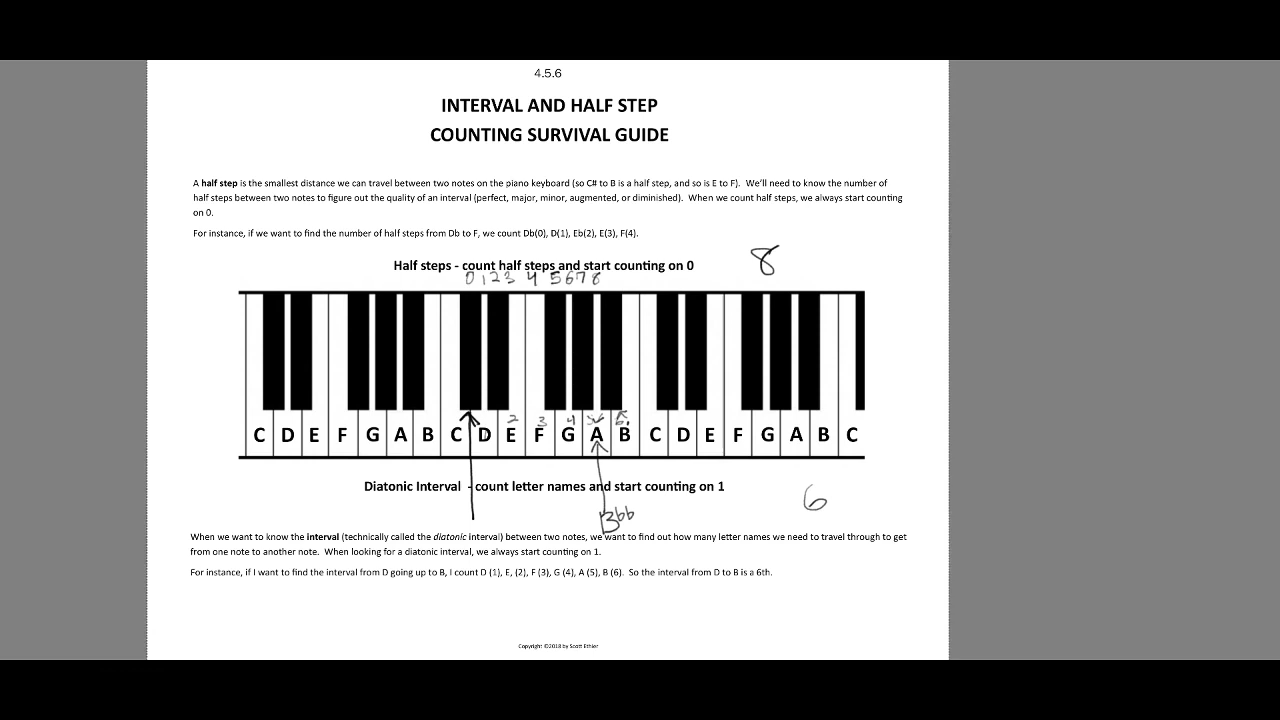 4.5.6
INTERVAL AND HALF STEP
COUNTING SURVIVAL GUIDE
A half step is the smallest distance we can travel between two notes on the piano keyboard (so C# to B is a half step, and so is E to F). We'll need to know the number of
half steps between two notes to figure out the quality of an interval (perfect, major, minor, augmented, or diminished). When we count half steps, we always start counting
on 0.
For instance, if we want to find the number of half steps from Db to F, we count Db(0), D(1), Eb(2), E(3), F(4).
Half steps - count half steps and start counting on 0
8
0 1 2 3 4 5 6 7 8
2 3 4 5 6
C D E F G A B C D E F G A B C D E F G A B C
Diatonic Interval - count letter names and start counting on 1
6
Bbb
When we want to know the interval (technically called the diatonic interval) between two notes, we want to find out how many letter names we need to travel through to get
from one note to another note. When looking for a diatonic interval, we always start counting on 1.
For instance, if I want to find the interval from D going up to B, I count D (1), E, (2), F (3), G (4), A (5), B (6). So the interval from D to B is a 6th.
Copyright ©2018 by Scott Ethier